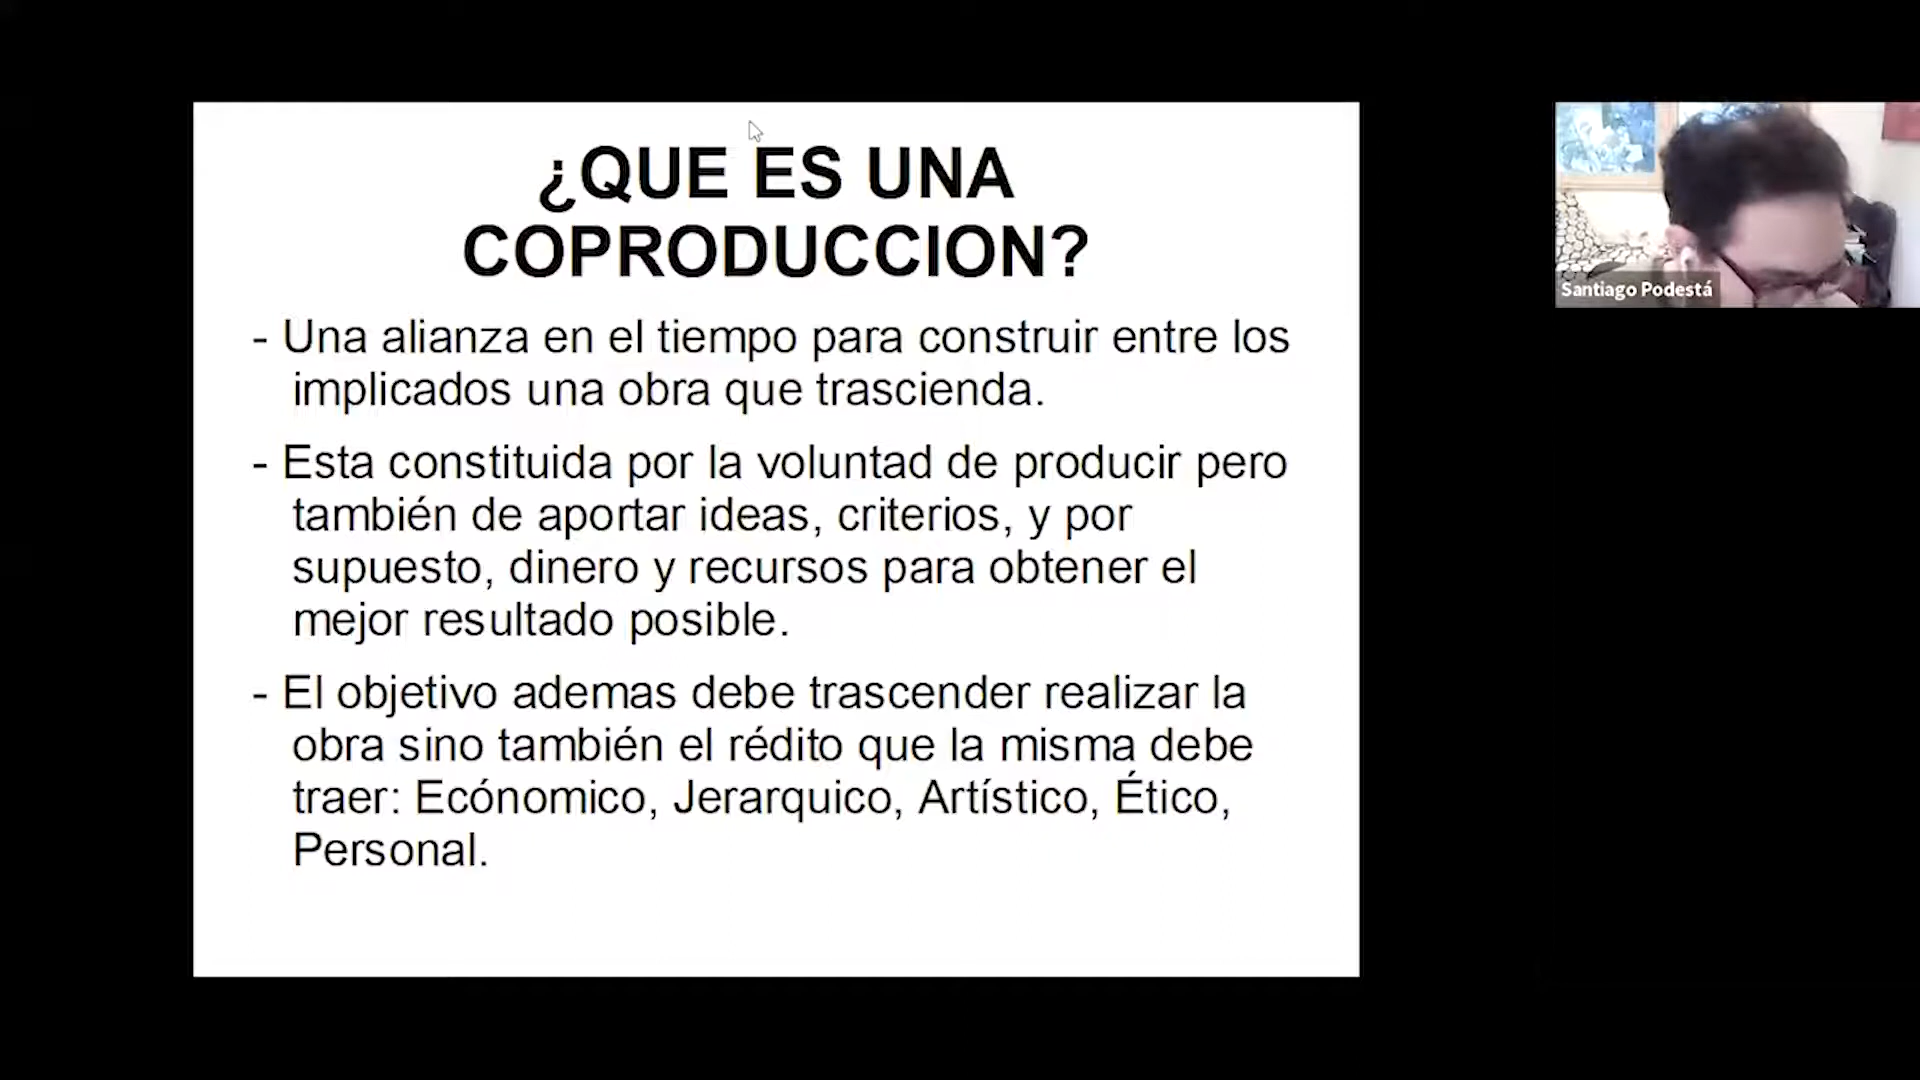 ¿QUE ES UNA
COPRODUCCION?
- Una alianza en el tiempo para construir entre los
implicados una obra que trascienda.
- Esta constituida por la voluntad de producir pero
también de aportar ideas, criterios, y por
supuesto, dinero y recursos para obtener el
mejor resultado posible.
- El objetivo ademas debe trascender realizar la
obra sino también el rédito que la misma debe
traer: Ecónomico, Jerarquico, Artístico, Ético,
Personal.
Santiago Podestá